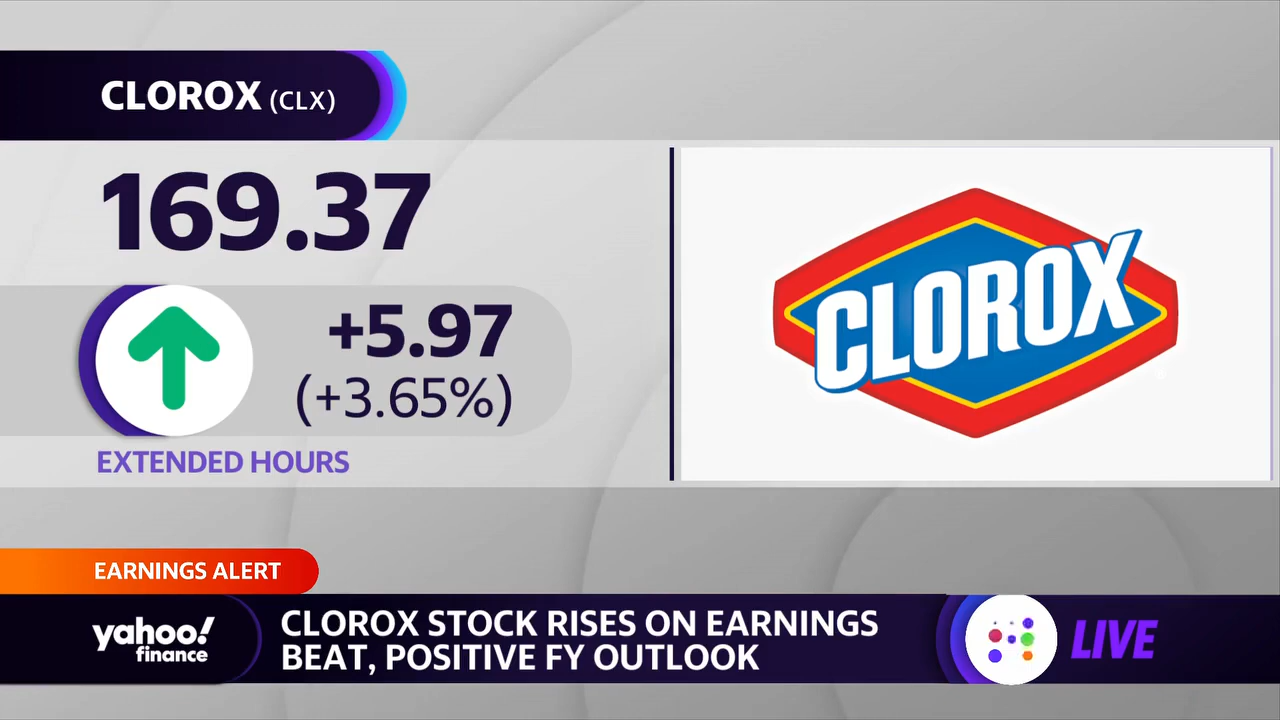 CLOROX (CLX)
169.37
+5.97
(+3.65%)
EXTENDED HOURS
CLOROX
EARNINGS ALERT
yahoo!
finance
CLOROX STOCK RISES ON EARNINGS
BEAT, POSITIVE FY OUTLOOK
LIVE